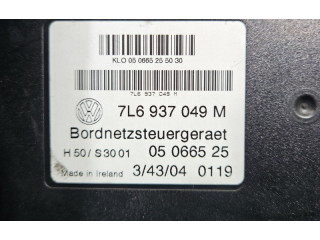 KLO 05 0665 25 50 30
7L6 937 049 M
7L6 937 049 M
Bordnetzsteuergeraet
H 50 / S 30 01 05 0665 25
Made in Ireland 3/43/04 0119